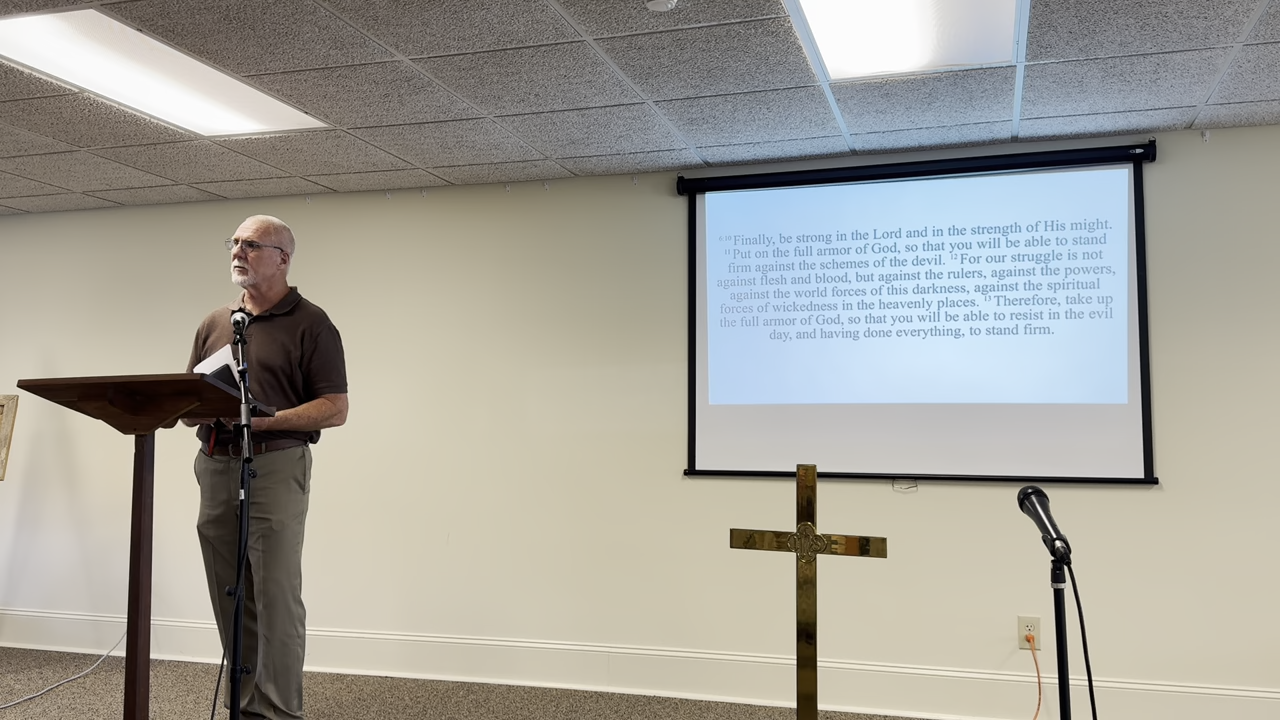 6:10 Finally, be strong in the Lord and in the strength of His might.
11 Put on the full armor of God, so that you will be able to stand
firm against the schemes of the devil. 12 For our struggle is not
against flesh and blood, but against the rulers, against the powers,
against the world forces of this darkness, against the spiritual
forces of wickedness in the heavenly places. 13 Therefore, take up
the full armor of God, so that you will be able to resist in the evil
day, and having done everything, to stand firm.